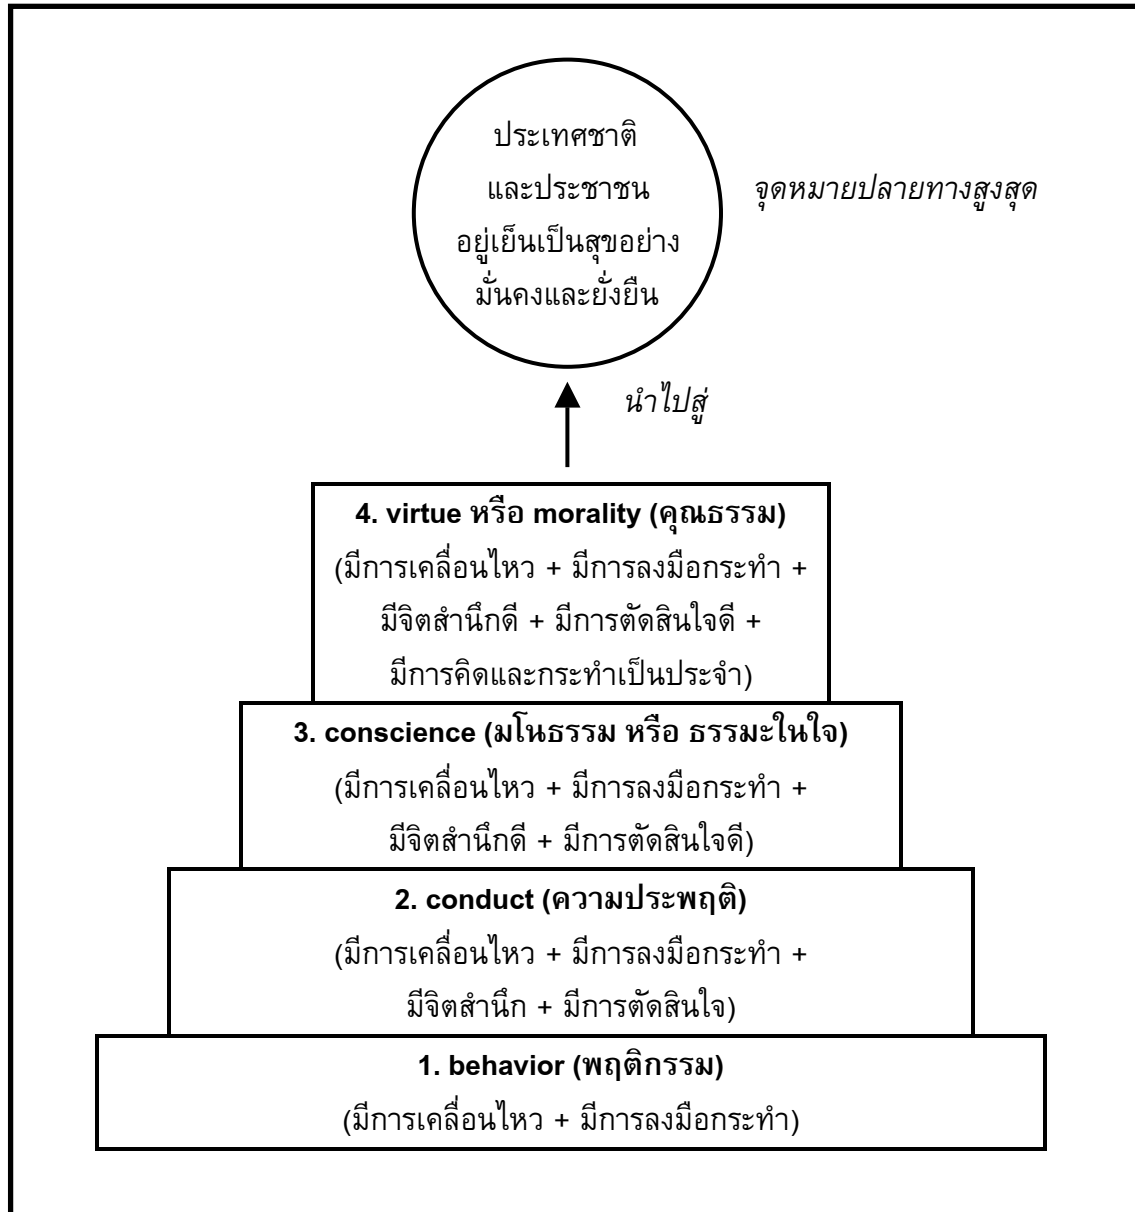 ประเทศชาติ
และประชาชน
อยู่เย็นเป็นสุขอย่าง
มั่นคงและยั่งยืน
จุดหมายปลายทางสูงสุด
นำไปสู่
4. virtue หรือ morality (คุณธรรม)
(มีการเคลื่อนไหว + มีการลงมือกระทำ +
มีจิตสำนึกดี + มีการตัดสินใจดี +
มีการคิดและกระทำเป็นประจำ)
3. conscience (มโนธรรม หรือ ธรรมะในใจ)
(มีการเคลื่อนไหว + มีการลงมือกระทำ +
มีจิตสำนึกดี + มีการตัดสินใจดี)
2. conduct (ความประพฤติ)
(มีการเคลื่อนไหว + มีการลงมือกระทำ +
มีจิตสำนึก + มีการตัดสินใจ)
1. behavior (พฤติกรรม)
(มีการเคลื่อนไหว + มีการลงมือกระทำ)